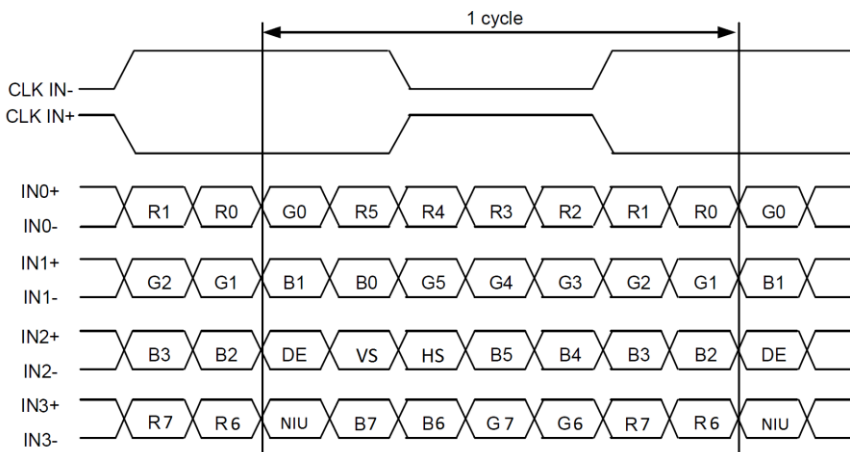 1 cycle
CLK IN-
CLK IN+
IN0+
R1 R0 G0 R5 R4 R3 R2 R1 R0 G0
IN0-
IN1+
G2 G1 B1 B0 G5 G4 G3 G2 G1 B1
IN1-
IN2+
B3 B2 DE VS HS B5 B4 B3 B2 DE
IN2-
IN3+
R7 R6 NIU B7 B6 G7 G6 R7 R6 NIU
IN3-